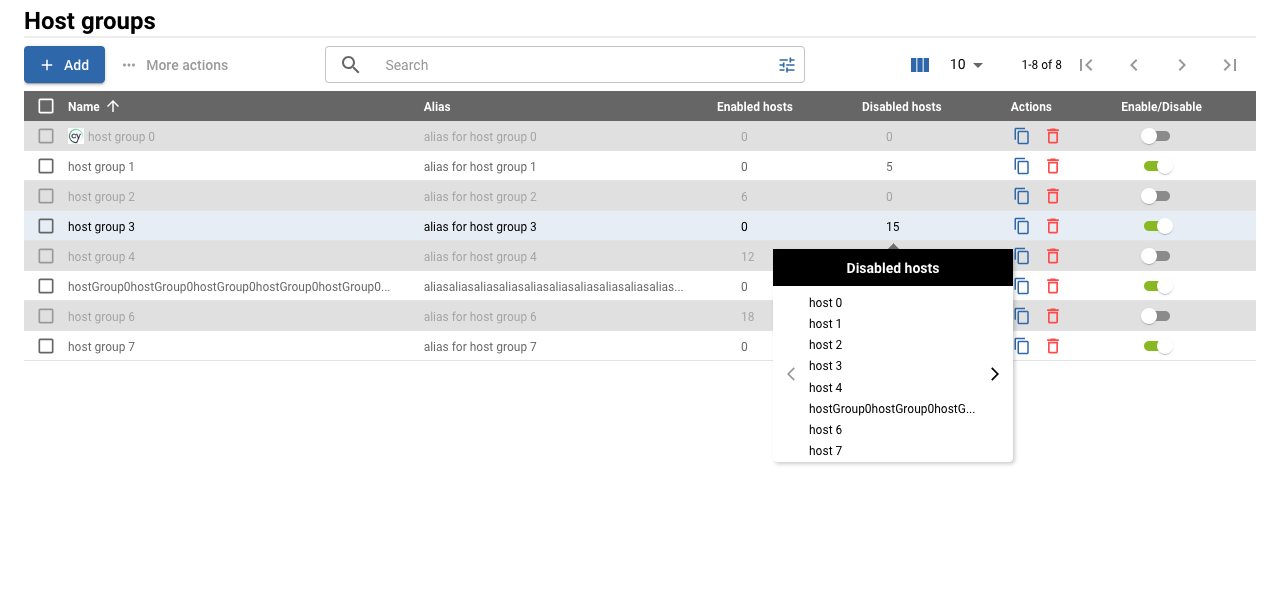 Host groups
Add
More actions
Search
10
1-8 of 8
Name Alias Enabled hosts Disabled hosts Actions Enable/Disable
cy host group 0 alias for host group 0 0 0
host group 1 alias for host group 1 0 5
host group 2 alias for host group 2 6 0
host group 3 alias for host group 3 0 15
host group 4 alias for host group 4 12
hostGroup0hostGroup0hostGroup0hostGroup0hostGroup0... aliasaliasaliasaliasaliasaliasaliasaliasaliasalias... 0
host group 6 alias for host group 6 18
host group 7 alias for host group 7 0
Disabled hosts
host 0
host 1
host 2
host 3
host 4
hostGroup0hostGroup0hostG...
host 6
host 7